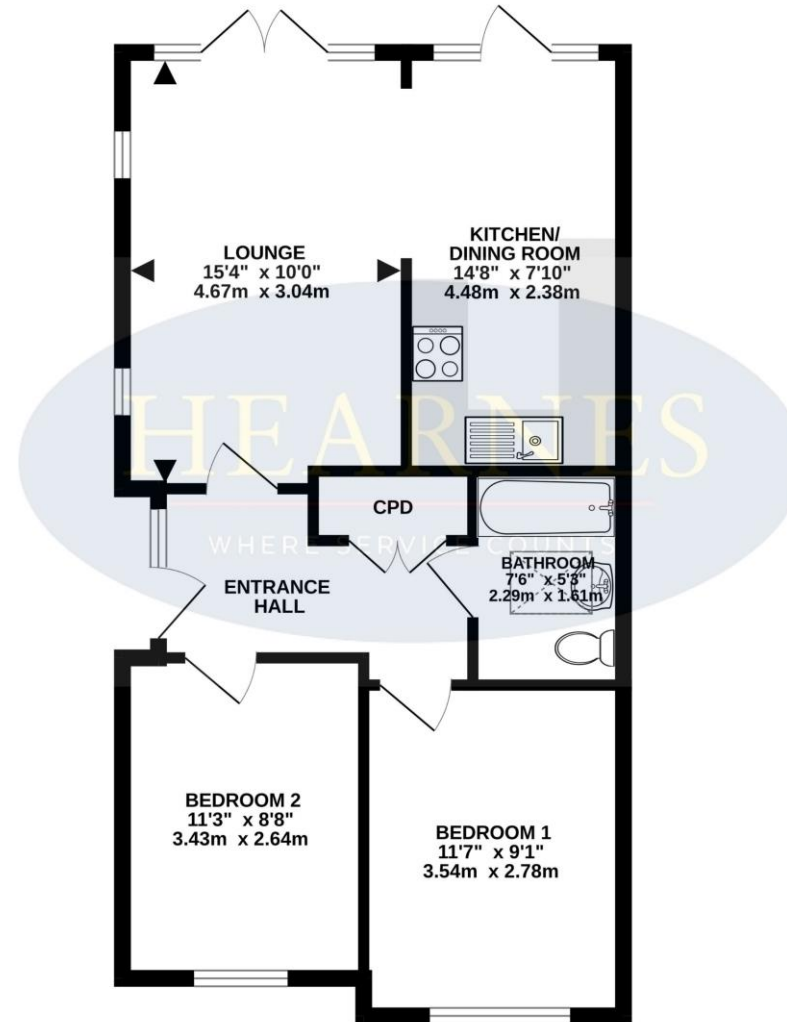 LOUNGE
15'4" x 10'0"
4.67m x 3.04m
KITCHEN/
DINING ROOM
14'8" x 7'10"
4.48m x 2.38m
HEARNES
WHERE SERVICE COUNTS
CPD
BATHROOM
7'6" x 5'3"
2.29m x 1.61m
ENTRANCE
HALL
BEDROOM 2
11'3" x 8'8"
3.43m x 2.64m
BEDROOM 1
11'7" x 9'1"
3.54m x 2.78m